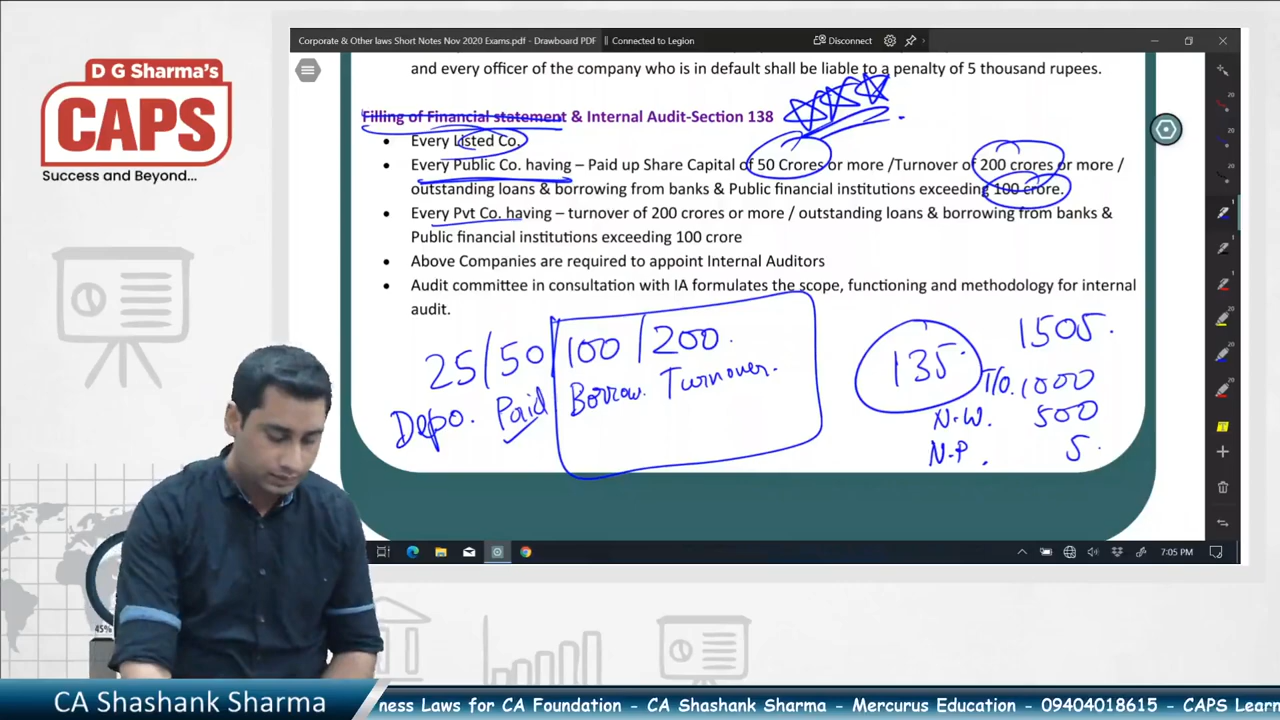 D G Sharma's
CAPS
Success and Beyond...
Corporate & Other laws Short Notes Nov 2020 Exams.pdf - Drawboard PDF
Connected to Legion
Disconnect
and every officer of the company who is in default shall be liable to a penalty of 5 thousand rupees.
Filling of Financial statement & Internal Audit-Section 138
• Every Listed Co.
• Every Public Co. having – Paid up Share Capital of 50 Crores or more /Turnover of 200 crores or more /
outstanding loans & borrowing from banks & Public financial institutions exceeding 100 crore.
• Every Pvt Co. having – turnover of 200 crores or more / outstanding loans & borrowing from banks &
Public financial institutions exceeding 100 crore
• Above Companies are required to appoint Internal Auditors
• Audit committee in consultation with IA formulates the scope, functioning and methodology for internal
audit.
25/50/100/200.
Depo. Paid Borrow. Turnover.
135
1505.
T/O. 1000
N.W. 500
N.P. 5
45%
7:05 PM
CA Shashank Sharma
ness Laws for CA Foundation - CA Shashank Sharma - Mercurus Education - 09404018615 - CAPS Learn